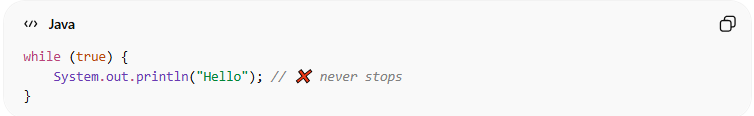 </> Java
while (true) {
    System.out.println("Hello"); // ❌ never stops
}